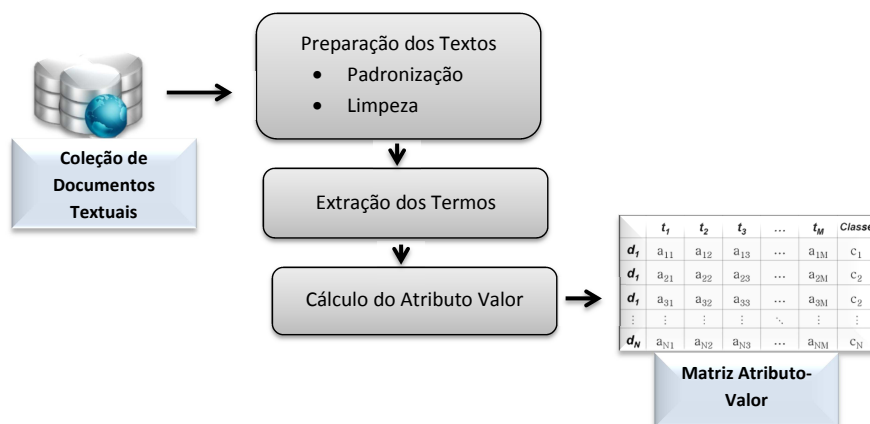 Preparação dos Textos
• Padronização
• Limpeza
Coleção de
Documentos
Textuais
Extração dos Termos
Cálculo do Atributo Valor
t1 t2 t3 ... tM Classe
d1 a11 a12 a13 ... a1M c1
d1 a21 a22 a23 ... a2M c2
d1 a31 a32 a33 ... a3M c2
⋮ ⋮ ⋮ ⋮ ⋱ ⋮ ⋮
dN aN1 aN2 aN3 ... aNM cN
Matriz Atributo-
Valor